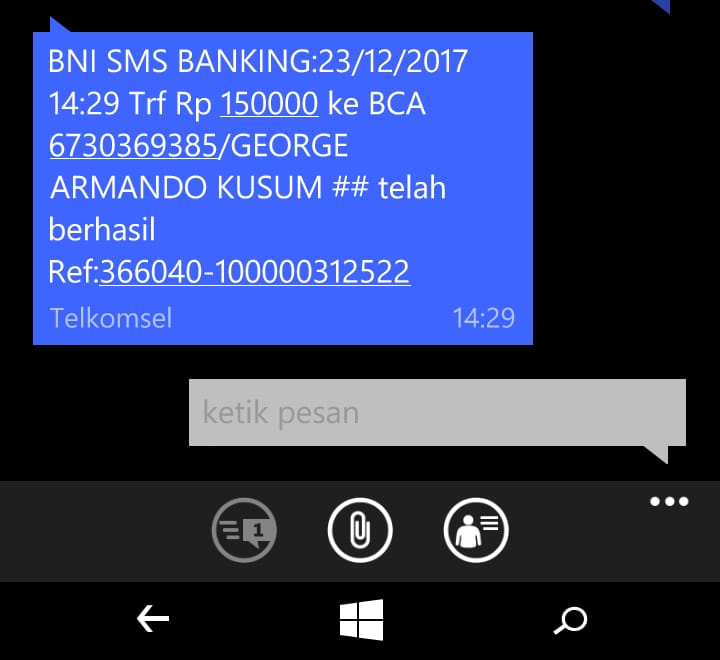 BNI SMS BANKING:23/12/2017
14:29 Trf Rp 150000 ke BCA
6730369385/GEORGE
ARMANDO KUSUM ## telah
berhasil
Ref:366040-100000312522
Telkomsel 14:29
ketik pesan
1